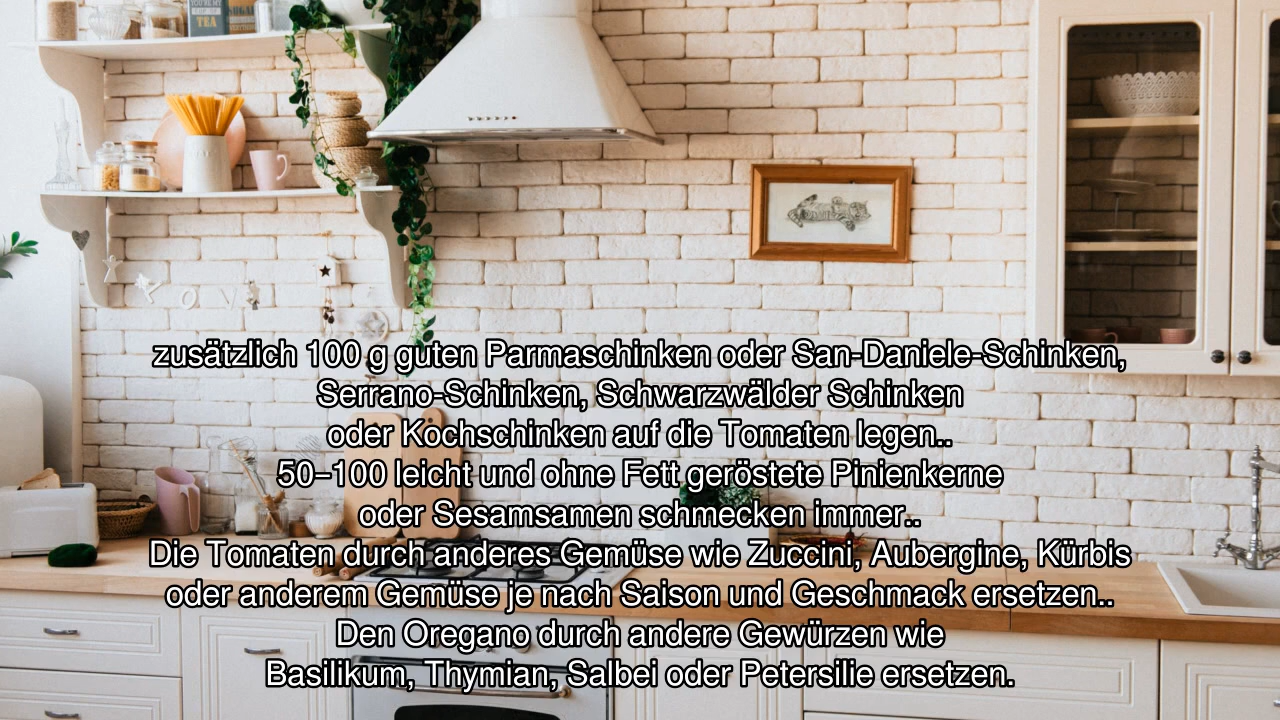 TEA
zusätzlich 100 g guten Parmaschinken oder San-Daniele-Schinken,
Serrano-Schinken, Schwarzwälder Schinken
oder Kochschinken auf die Tomaten legen..
50–100 leicht und ohne Fett geröstete Pinienkerne
oder Sesamsamen schmecken immer..
Die Tomaten durch anderes Gemüse wie Zuccini, Aubergine, Kürbis
oder anderem Gemüse je nach Saison und Geschmack ersetzen..
Den Oregano durch andere Gewürzen wie
Basilikum, Thymian, Salbei oder Petersilie ersetzen.